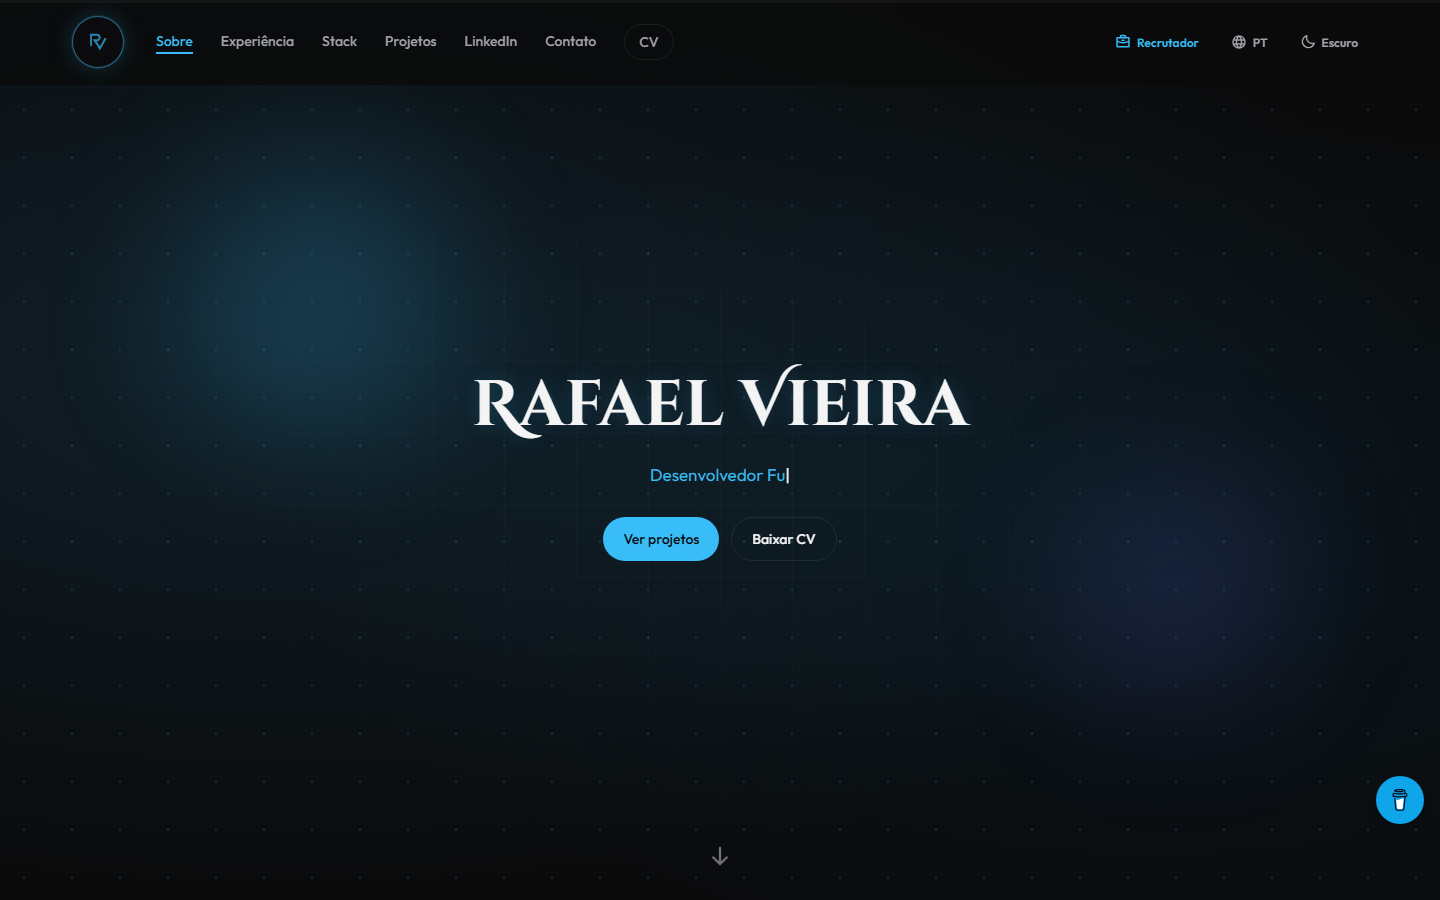 RV
Sobre Experiência Stack Projetos LinkedIn Contato CV Recrutador PT Escuro
RAFAEL VIEIRA
Desenvolvedor Fu|
Ver projetos Baixar CV